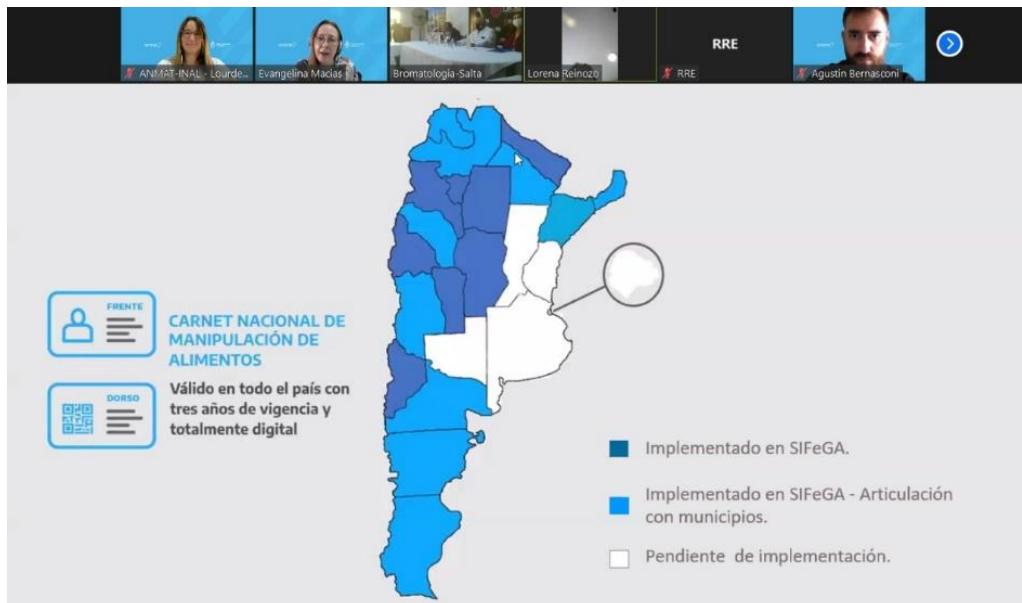 RRE
ANMAT-INAL - Lourde...
Evangelina Macias
Bromatología-Salta
Lorena Reinozo
RRE
Agustin Bernasconi
FRENTE
CARNET NACIONAL DE
MANIPULACIÓN DE
ALIMENTOS
DORSO
Válido en todo el país con
tres años de vigencia y
totalmente digital
Implementado en SIFeGA.
Implementado en SIFeGA - Articulación
con municipios.
Pendiente de implementación.